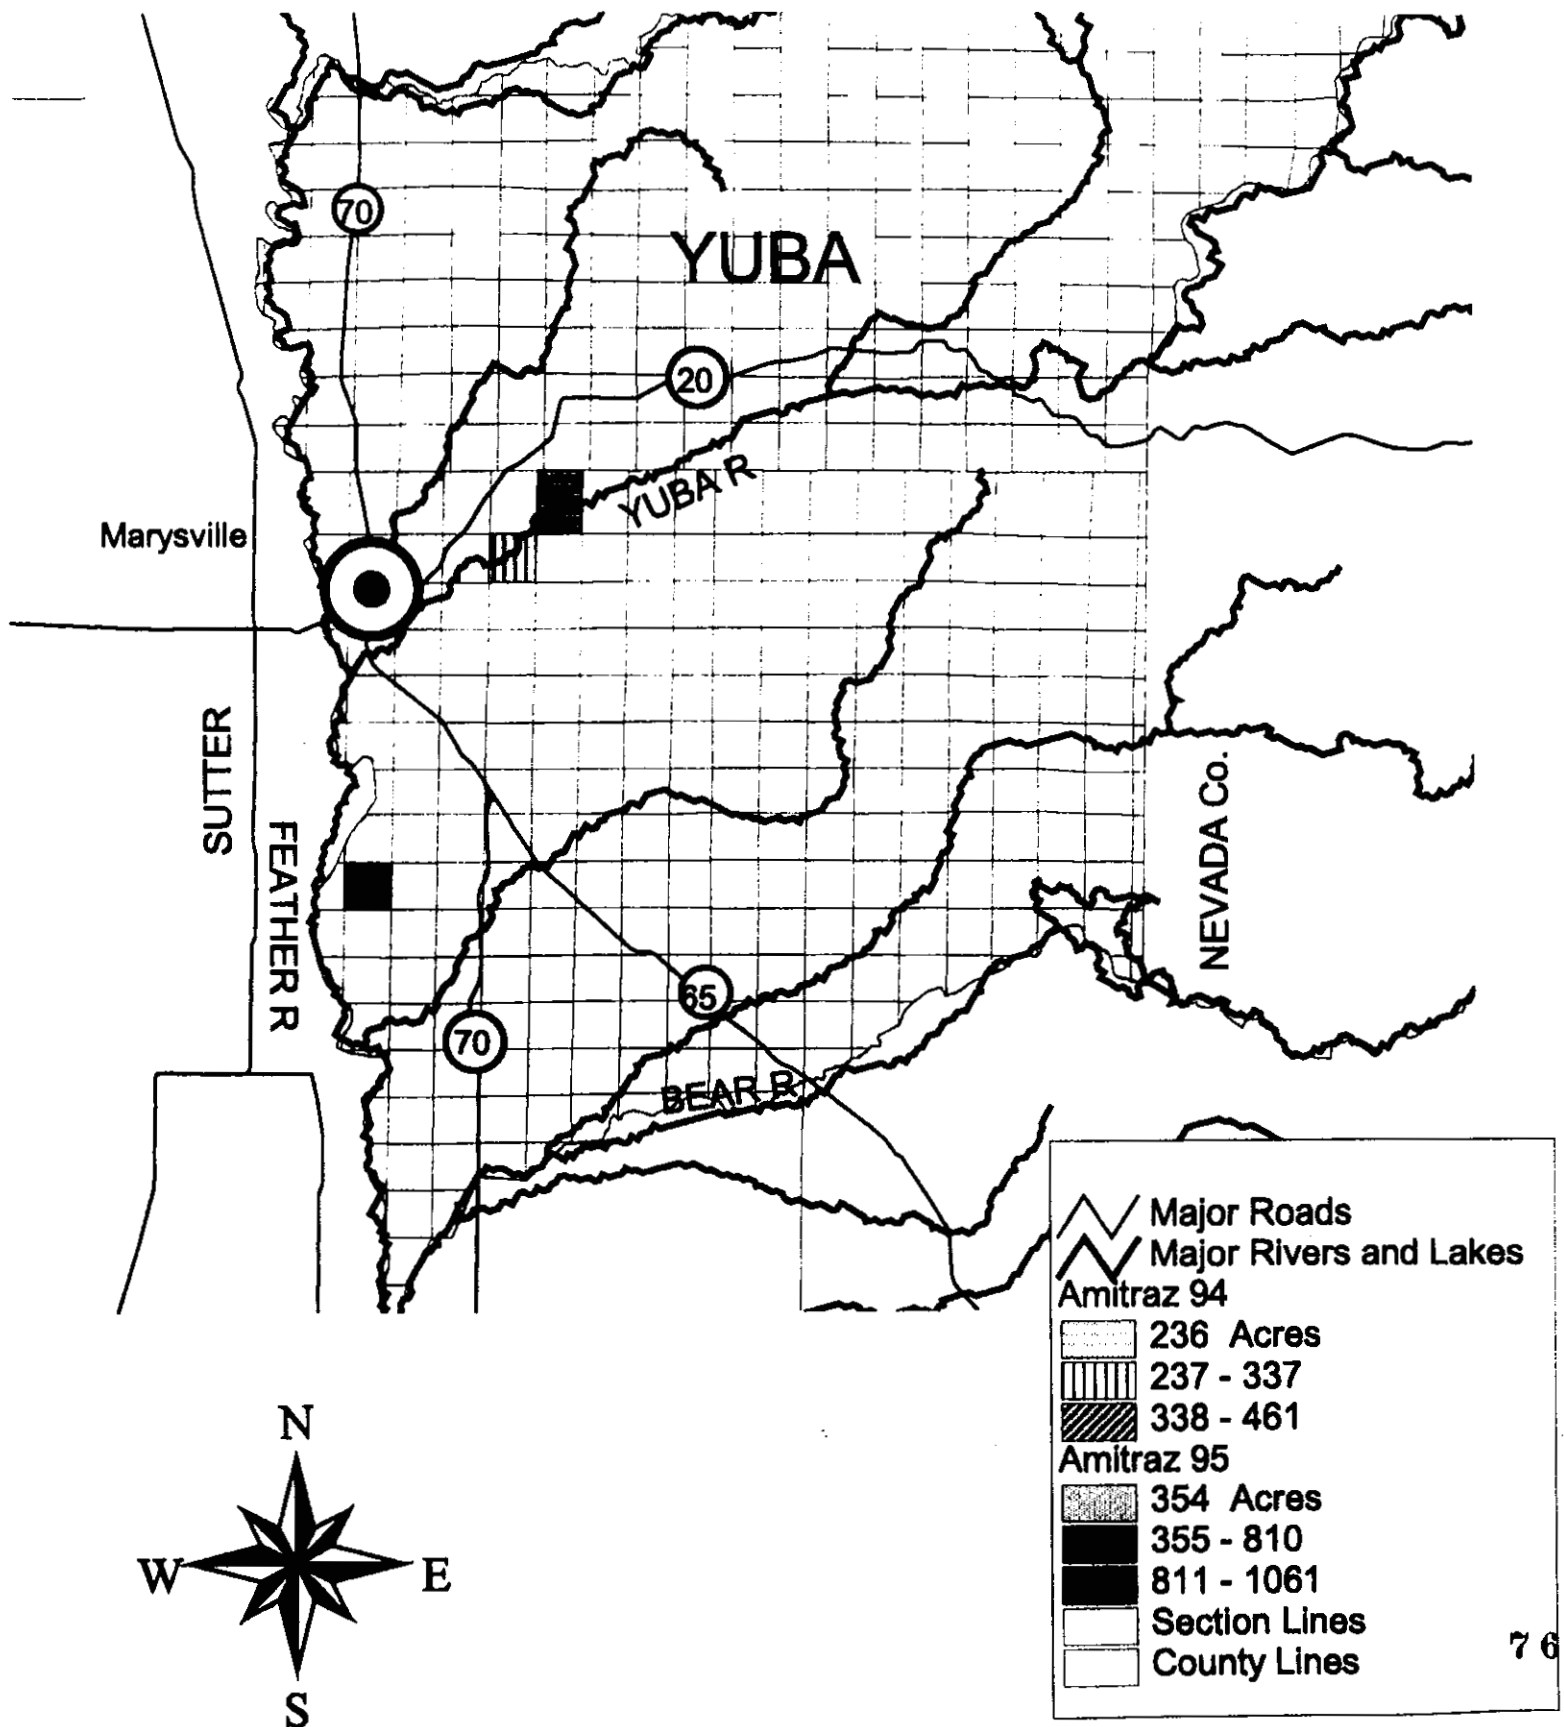 70
YUBA
20
YUBA R
Marysville
SUTTER
FEATHER R
NEVADA Co.
65
70
BEAR R
Major Roads
Major Rivers and Lakes
Amitraz 94
236 Acres
237 - 337
338 - 461
Amitraz 95
354 Acres
355 - 810
811 - 1061
Section Lines
County Lines
76
N
W E
S